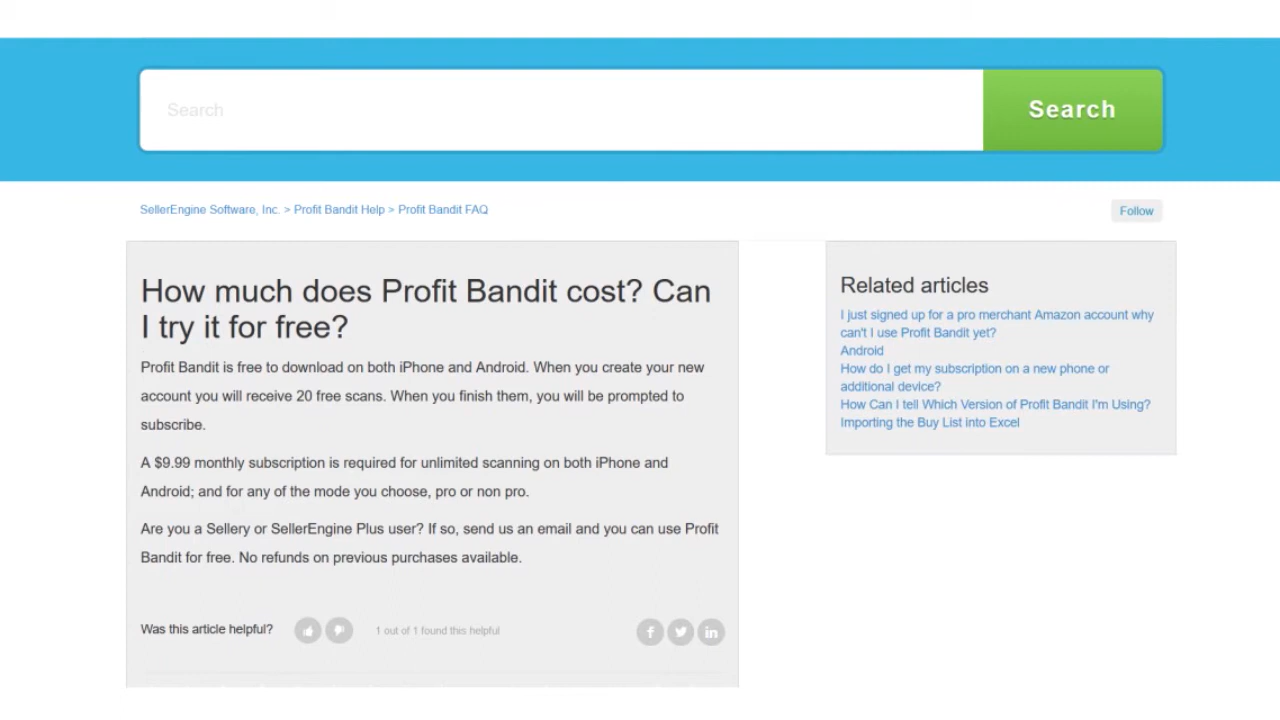 Search
Search
SellerEngine Software, Inc. > Profit Bandit Help > Profit Bandit FAQ
Follow
How much does Profit Bandit cost? Can
I try it for free?
Profit Bandit is free to download on both iPhone and Android. When you create your new
account you will receive 20 free scans. When you finish them, you will be prompted to
subscribe.
A $9.99 monthly subscription is required for unlimited scanning on both iPhone and
Android; and for any of the mode you choose, pro or non pro.
Are you a Sellery or SellerEngine Plus user? If so, send us an email and you can use Profit
Bandit for free. No refunds on previous purchases available.
Was this article helpful?
1 out of 1 found this helpful
Related articles
I just signed up for a pro merchant Amazon account why
can't I use Profit Bandit yet?
Android
How do I get my subscription on a new phone or
additional device?
How Can I tell Which Version of Profit Bandit I'm Using?
Importing the Buy List into Excel